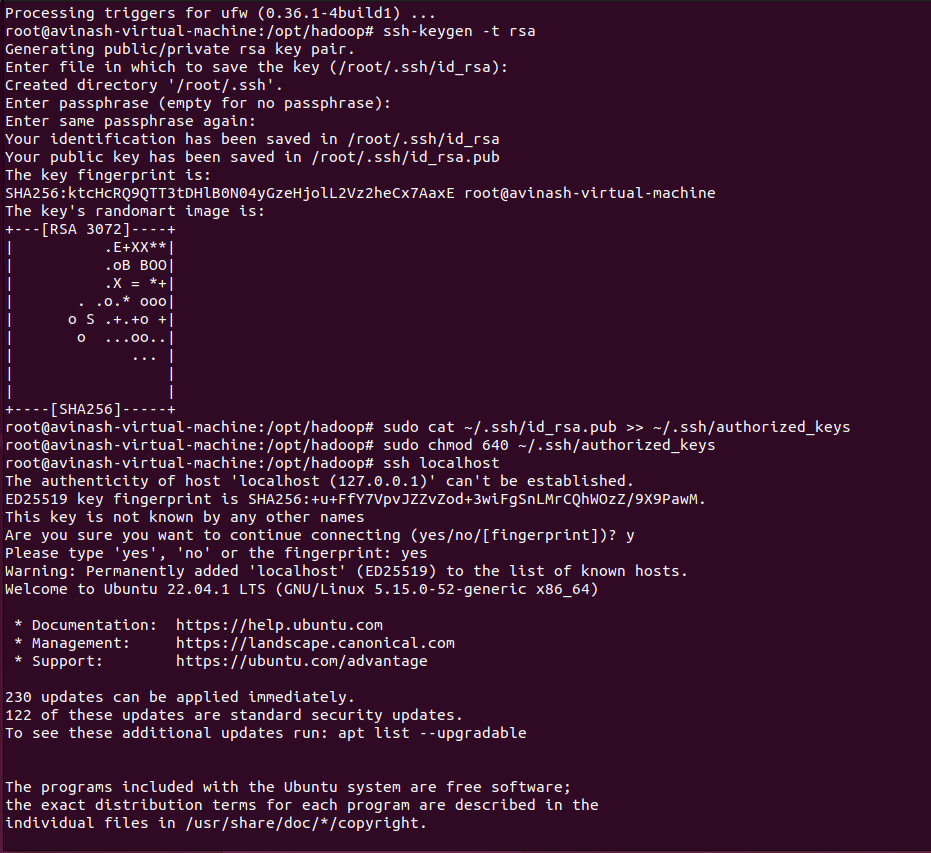 Processing triggers for ufw (0.36.1-4build1) ...
root@avinash-virtual-machine:/opt/hadoop# ssh-keygen -t rsa
Generating public/private rsa key pair.
Enter file in which to save the key (/root/.ssh/id_rsa):
Created directory '/root/.ssh'.
Enter passphrase (empty for no passphrase):
Enter same passphrase again:
Your identification has been saved in /root/.ssh/id_rsa
Your public key has been saved in /root/.ssh/id_rsa.pub
The key fingerprint is:
SHA256:ktcHcRQ9QTT3tDHlB0N04yGzeHjolL2Vz2heCx7AaxE root@avinash-virtual-machine
The key's randomart image is:
+---[RSA 3072]----+
|          .E+XX**|
|          .oB BOO|
|          .X = *+|
|       . .o.* ooo|
|      o S .+.+o +|
|       o  ...oo..|
|             ... |
|                 |
|                 |
+----[SHA256]-----+
root@avinash-virtual-machine:/opt/hadoop# sudo cat ~/.ssh/id_rsa.pub >> ~/.ssh/authorized_keys
root@avinash-virtual-machine:/opt/hadoop# sudo chmod 640 ~/.ssh/authorized_keys
root@avinash-virtual-machine:/opt/hadoop# ssh localhost
The authenticity of host 'localhost (127.0.0.1)' can't be established.
ED25519 key fingerprint is SHA256:+u+FfY7VpvJZZvZod+3wiFgSnLMrCQhWOzZ/9X9PawM.
This key is not known by any other names
Are you sure you want to continue connecting (yes/no/[fingerprint])? y
Please type 'yes', 'no' or the fingerprint: yes
Warning: Permanently added 'localhost' (ED25519) to the list of known hosts.
Welcome to Ubuntu 22.04.1 LTS (GNU/Linux 5.15.0-52-generic x86_64)

 * Documentation:  https://help.ubuntu.com
 * Management:     https://landscape.canonical.com
 * Support:        https://ubuntu.com/advantage

230 updates can be applied immediately.
122 of these updates are standard security updates.
To see these additional updates run: apt list --upgradable


The programs included with the Ubuntu system are free software;
the exact distribution terms for each program are described in the
individual files in /usr/share/doc/*/copyright.